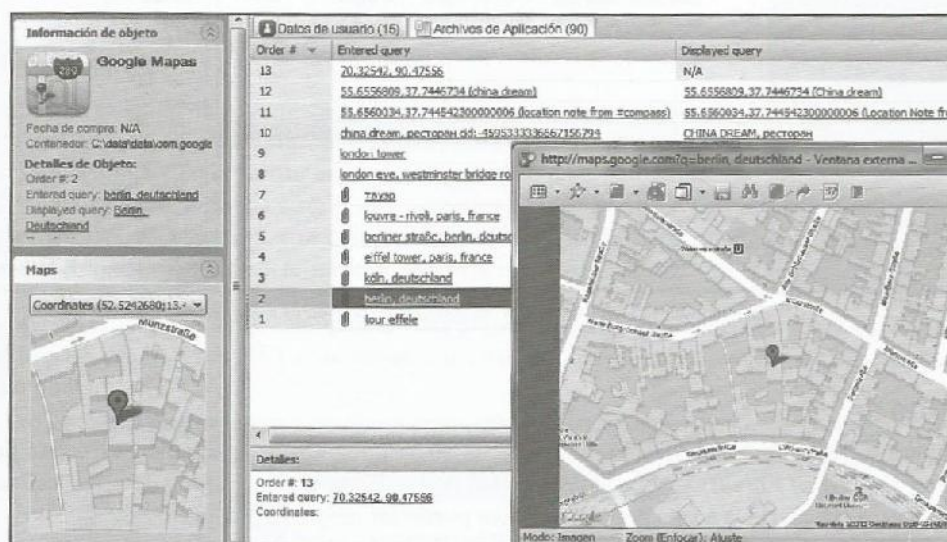 Información de objeto
Google Mapas
Fecha de compra: N/A
Contenedor: C:\data\data\com.google
Detalles de Objeto:
Order #: 2
Entered query: berlin, deutschland
Displayed query: Berlin,
Deutschland
Maps
Coordinates (52.5242680;13.4
Münzstraße
Datos de usuario (15) Archivos de Aplicación (90)
Order # Entered query Displayed query
13 70.32542, 90.47556 N/A
12 55.6556809,37.7446734 (china dream) 55.6556809,37.7446734 (China dream)
11 55.6560034,37.744542300000006 (location note from #compass) 55.6560034,37.744542300000006 (Location Note fr
10 china dream, ресторан cid: CHINA DREAM, ресторан
9 london tower
8 london eye, westminster bridge ro
7
6 louvre - rivoli, paris, france
5 berliner straße, berlin, deutsc
4 eiffel tower, paris, france
3 köln, deutschland
2 berlin, deutschland
1 tour effele
Detalles:
Order #: 13
Entered query: 70.32542, 90.47556
Coordinates:
http://maps.google.com?q=berlin, deutschland - Ventana externa ...
Google
Modo: Imagen Zoom (Enfocar): Ajuste